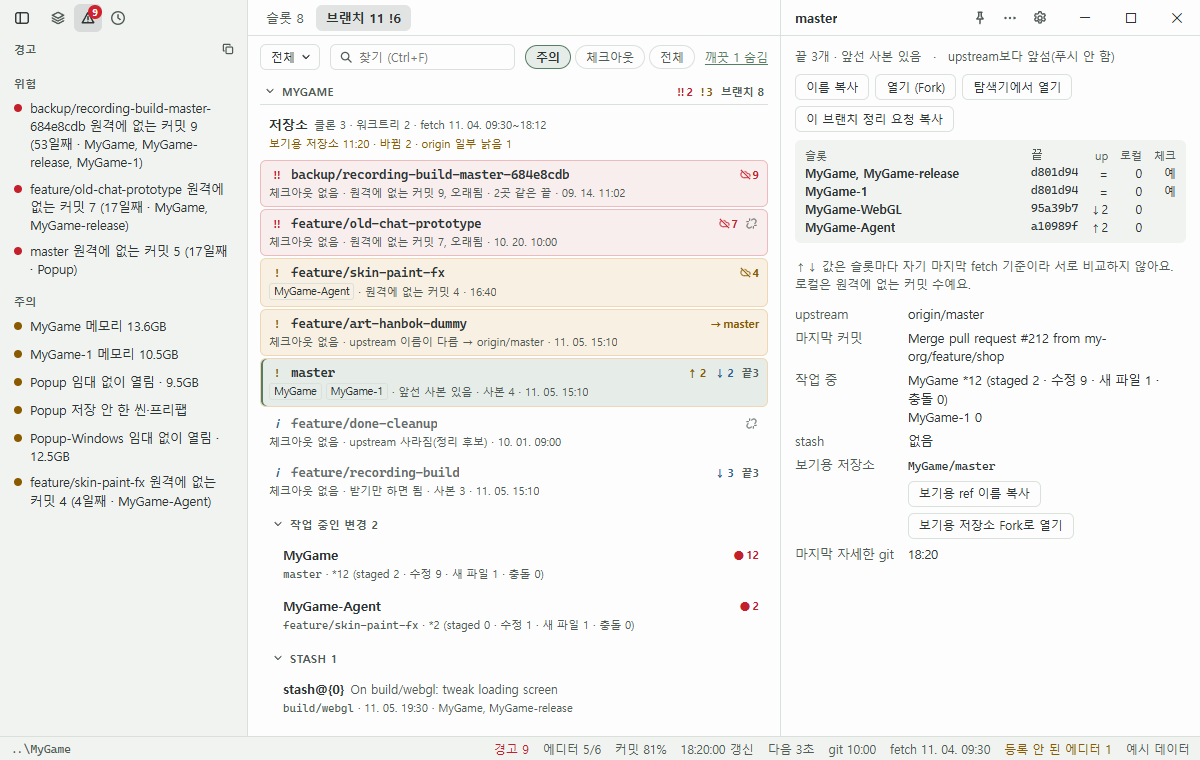 9
경고
위험
backup/recording-build-master-
684e8cdb 원격에 없는 커밋 9
(53일째 · MyGame, MyGame-
release, MyGame-1)
feature/old-chat-prototype 원격에
없는 커밋 7 (17일째 · MyGame,
MyGame-release)
master 원격에 없는 커밋 5 (17일째
· Popup)
주의
MyGame 메모리 13.6GB
MyGame-1 메모리 10.5GB
Popup 임대 없이 열림 · 9.5GB
Popup 저장 안 한 씬·프리팹
Popup-Windows 임대 없이 열림 ·
12.5GB
feature/skin-paint-fx 원격에 없는
커밋 4 (4일째 · MyGame-Agent)
슬롯 8 브랜치 11 !6
전체 찾기 (Ctrl+F) 주의 체크아웃 전체 깨끗 1 숨김
MYGAME !!2 !3 브랜치 8
저장소 클론 3 · 워크트리 2 · fetch 11. 04. 09:30~18:12
보기용 저장소 11:20 · 바뀜 2 · origin 일부 낡음 1
!! backup/recording-build-master-684e8cdb 9
체크아웃 없음 · 원격에 없는 커밋 9, 오래됨 · 2곳 같은 끝 · 09. 14. 11:02
!! feature/old-chat-prototype 7
체크아웃 없음 · 원격에 없는 커밋 7, 오래됨 · 10. 20. 10:00
! feature/skin-paint-fx 4
MyGame-Agent · 원격에 없는 커밋 4 · 16:40
! feature/art-hanbok-dummy → master
체크아웃 없음 · upstream 이름이 다름 → origin/master · 11. 05. 15:10
! master ↑ 2 ↓ 2 끝3
MyGame MyGame-1 · 앞선 사본 있음 · 사본 4 · 11. 05. 15:10
i feature/done-cleanup
체크아웃 없음 · upstream 사라짐(정리 후보) · 10. 01. 09:00
i feature/recording-build ↓ 3 끝3
체크아웃 없음 · 받기만 하면 됨 · 사본 3 · 11. 05. 15:10
작업 중인 변경 2
MyGame 12
master · *12 (staged 2 · 수정 9 · 새 파일 1 · 충돌 0)
MyGame-Agent 2
feature/skin-paint-fx · *2 (staged 0 · 수정 1 · 새 파일 1 · 충돌 0)
STASH 1
stash@{0} On build/webgl: tweak loading screen
build/webgl · 11. 05. 19:30 · MyGame, MyGame-release
master
끝 3개 · 앞선 사본 있음 · upstream보다 앞섬(푸시 안 함)
이름 복사 열기 (Fork) 탐색기에서 열기
이 브랜치 정리 요청 복사
슬롯 끝 up 로컬 체크
MyGame, MyGame-release d801d94 = 0 예
MyGame-1 d801d94 = 0 예
MyGame-WebGL 95a39b7 ↓2 0
MyGame-Agent a10989f ↑2 0
↑↓ 값은 슬롯마다 자기 마지막 fetch 기준이라 서로 비교하지 않아요.
로컬은 원격에 없는 커밋 수예요.
upstream origin/master
마지막 커밋 Merge pull request #212 from my-
org/feature/shop
작업 중 MyGame *12 (staged 2 · 수정 9 · 새 파일 1 ·
충돌 0)
MyGame-1 0
stash 없음
보기용 저장소 MyGame/master
보기용 ref 이름 복사
보기용 저장소 Fork로 열기
마지막 자세한 git 18:20
..\MyGame 경고 9 에디터 5/6 커밋 81% 18:20:00 갱신 다음 3초 git 10:00 fetch 11. 04. 09:30 등록 안 된 에디터 1 예시 데이터